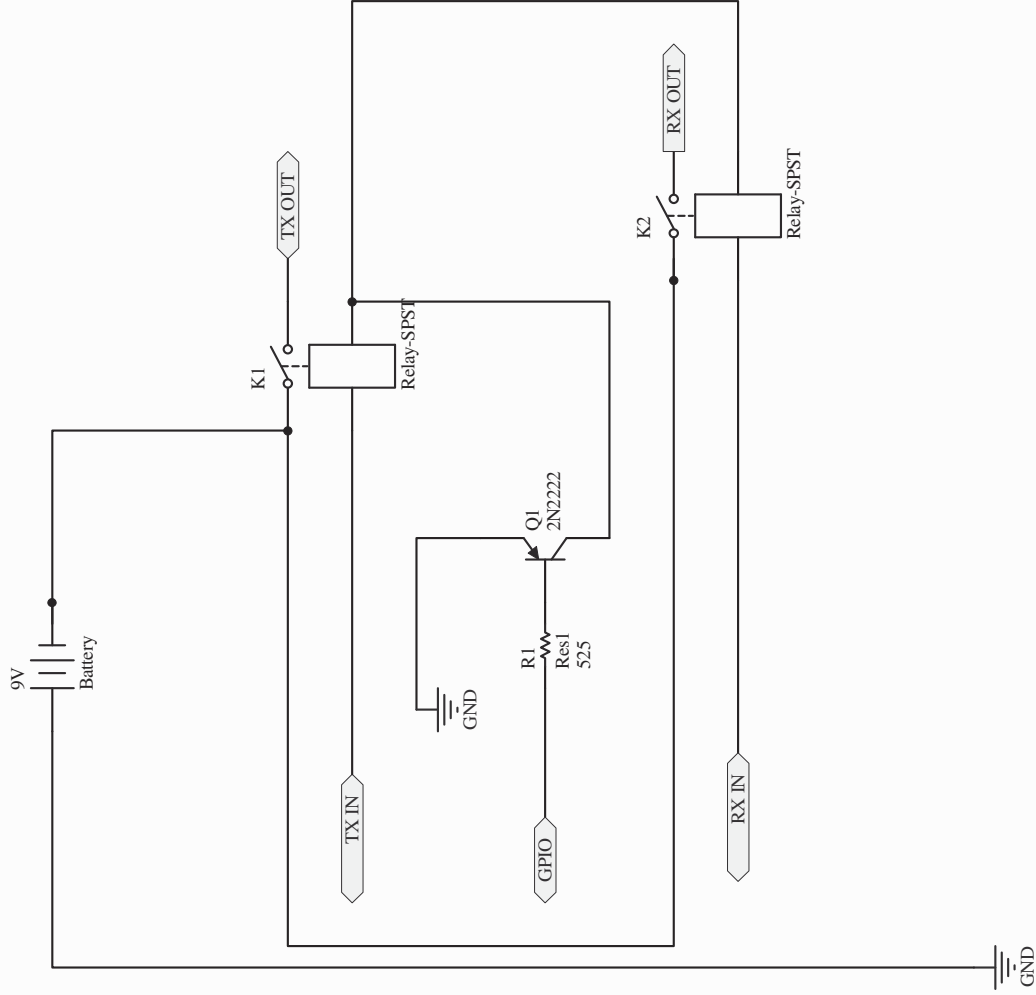 9V
Battery
TX OUT
K1
Relay-SPST
RX OUT
K2
Relay-SPST
Q1
2N2222
R1
Res1
525
GND
TX IN
GPIO
RX IN
GND